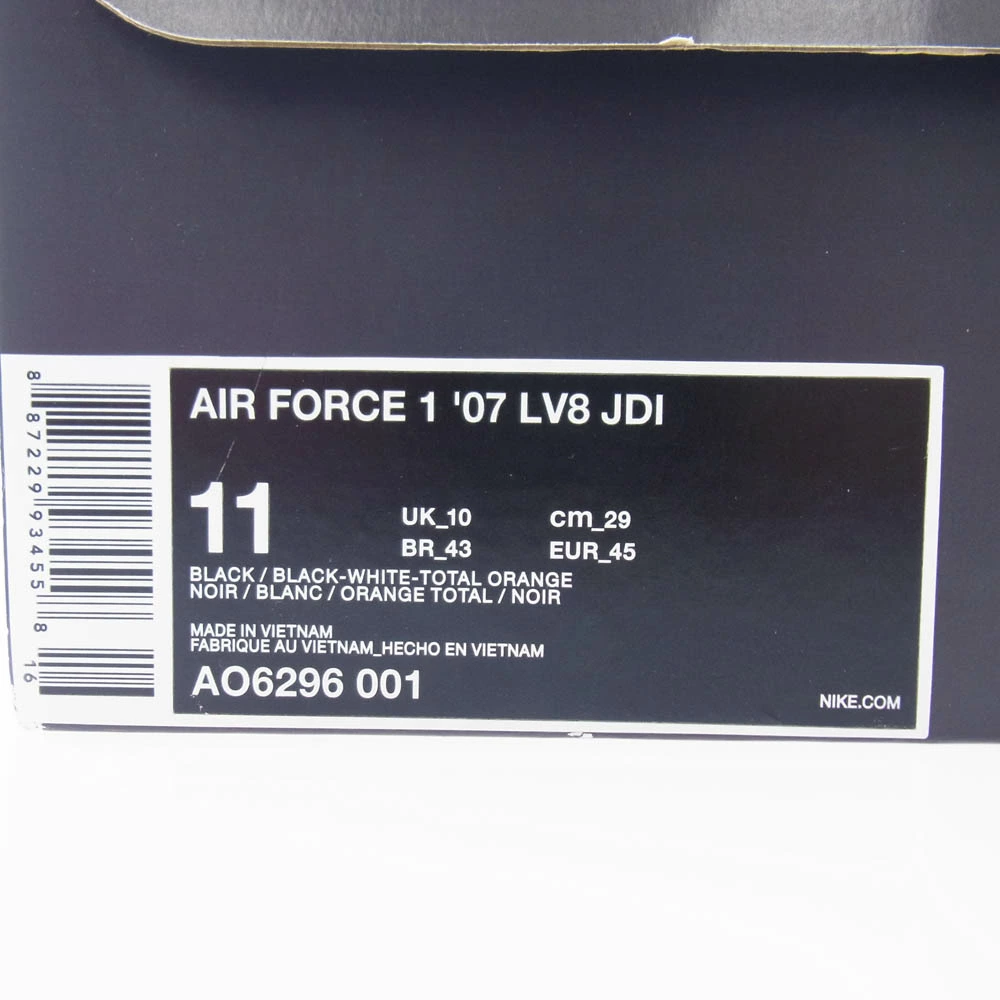 AIR FORCE 1 '07 LV8 JDI
11
UK_10 cm_29
BR_43 EUR_45
BLACK / BLACK-WHITE-TOTAL ORANGE
NOIR / BLANC / ORANGE TOTAL / NOIR
MADE IN VIETNAM
FABRIQUE AU VIETNAM_HECHO EN VIETNAM
AO6296 001
NIKE.COM
8 87229 93455 8
16